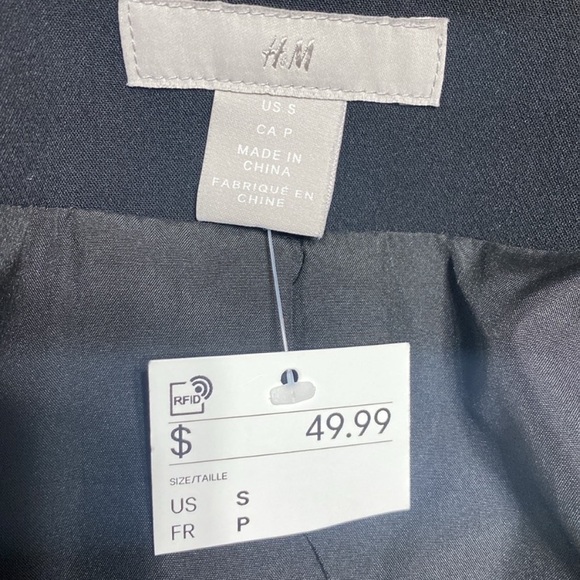 H&M
US S
CA P
MADE IN
CHINA
FABRIQUÉ EN
CHINE
RFID
$ 49.99
SIZE/TAILLE
US S
FR P